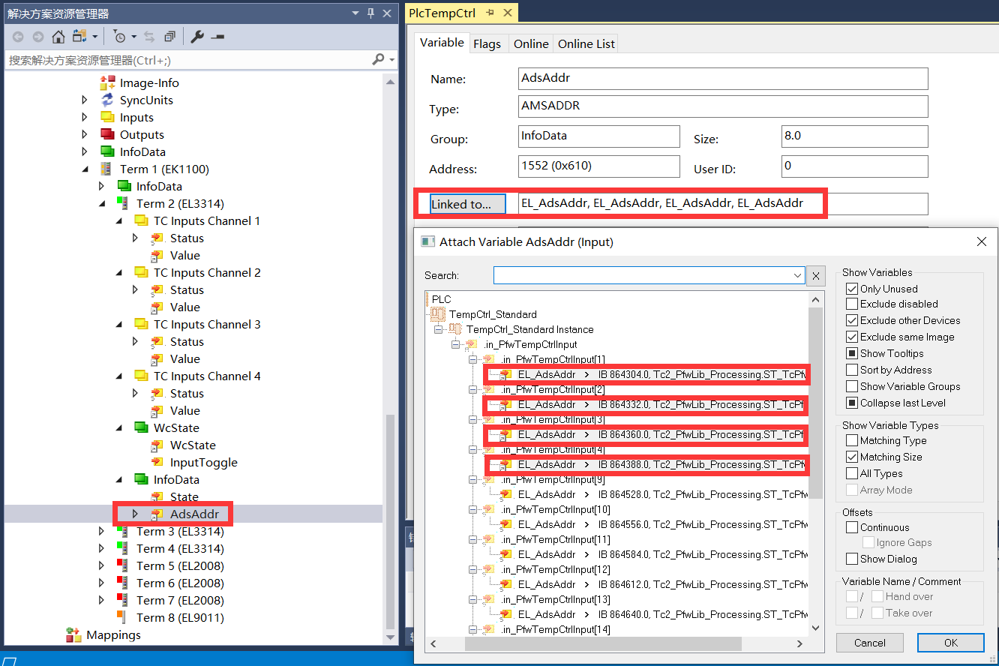 解决方案资源管理器
搜索解决方案资源管理器(Ctrl+;)
Image-Info
SyncUnits
Inputs
Outputs
InfoData
Term 1 (EK1100)
InfoData
Term 2 (EL3314)
TC Inputs Channel 1
Status
Value
TC Inputs Channel 2
Status
Value
TC Inputs Channel 3
Status
Value
TC Inputs Channel 4
Status
Value
WcState
WcState
InputToggle
InfoData
State
AdsAddr
Term 3 (EL3314)
Term 4 (EL3314)
Term 5 (EL2008)
Term 6 (EL2008)
Term 7 (EL2008)
Term 8 (EL9011)
Mappings
PlcTempCtrl
Variable Flags Online Online List
Name: AdsAddr
Type: AMSADDR
Group: InfoData Size: 8.0
Address: 1552 (0x610) User ID: 0
Linked to... EL_AdsAddr, EL_AdsAddr, EL_AdsAddr, EL_AdsAddr
Attach Variable AdsAddr (Input)
Search:
PLC
TempCtrl_Standard
TempCtrl_Standard Instance
.in_PfwTempCtrlInput
.in_PfwTempCtrlInput[1]
EL_AdsAddr > IB 864304.0, Tc2_PfwLib_Processing.ST_TcPfw
.in_PfwTempCtrlInput[2]
EL_AdsAddr > IB 864332.0, Tc2_PfwLib_Processing.ST_TcPf
.in_PfwTempCtrlInput[3]
EL_AdsAddr > IB 864360.0, Tc2_PfwLib_Processing.ST_TcPf
.in_PfwTempCtrlInput[4]
EL_AdsAddr > IB 864388.0, Tc2_PfwLib_Processing.ST_TcPfw
.in_PfwTempCtrlInput[9]
EL_AdsAddr > IB 864528.0, Tc2_PfwLib_Processing.ST_TcPfw
.in_PfwTempCtrlInput[10]
EL_AdsAddr > IB 864556.0, Tc2_PfwLib_Processing.ST_TcPfw
.in_PfwTempCtrlInput[11]
EL_AdsAddr > IB 864584.0, Tc2_PfwLib_Processing.ST_TcPfw
.in_PfwTempCtrlInput[12]
EL_AdsAddr > IB 864612.0, Tc2_PfwLib_Processing.ST_TcPfw
.in_PfwTempCtrlInput[13]
EL_AdsAddr > IB 864640.0, Tc2_PfwLib_Processing.ST_TcPfw
.in_PfwTempCtrlInput[14]
Show Variables
Only Unused
Exclude disabled
Exclude other Devices
Exclude same Image
Show Tooltips
Sort by Address
Show Variable Groups
Collapse last Level
Show Variable Types
Matching Type
Matching Size
All Types
Array Mode
Offsets
Continuous
Ignore Gaps
Show Dialog
Variable Name / Comment
/ Hand over
/ Take over
Cancel OK